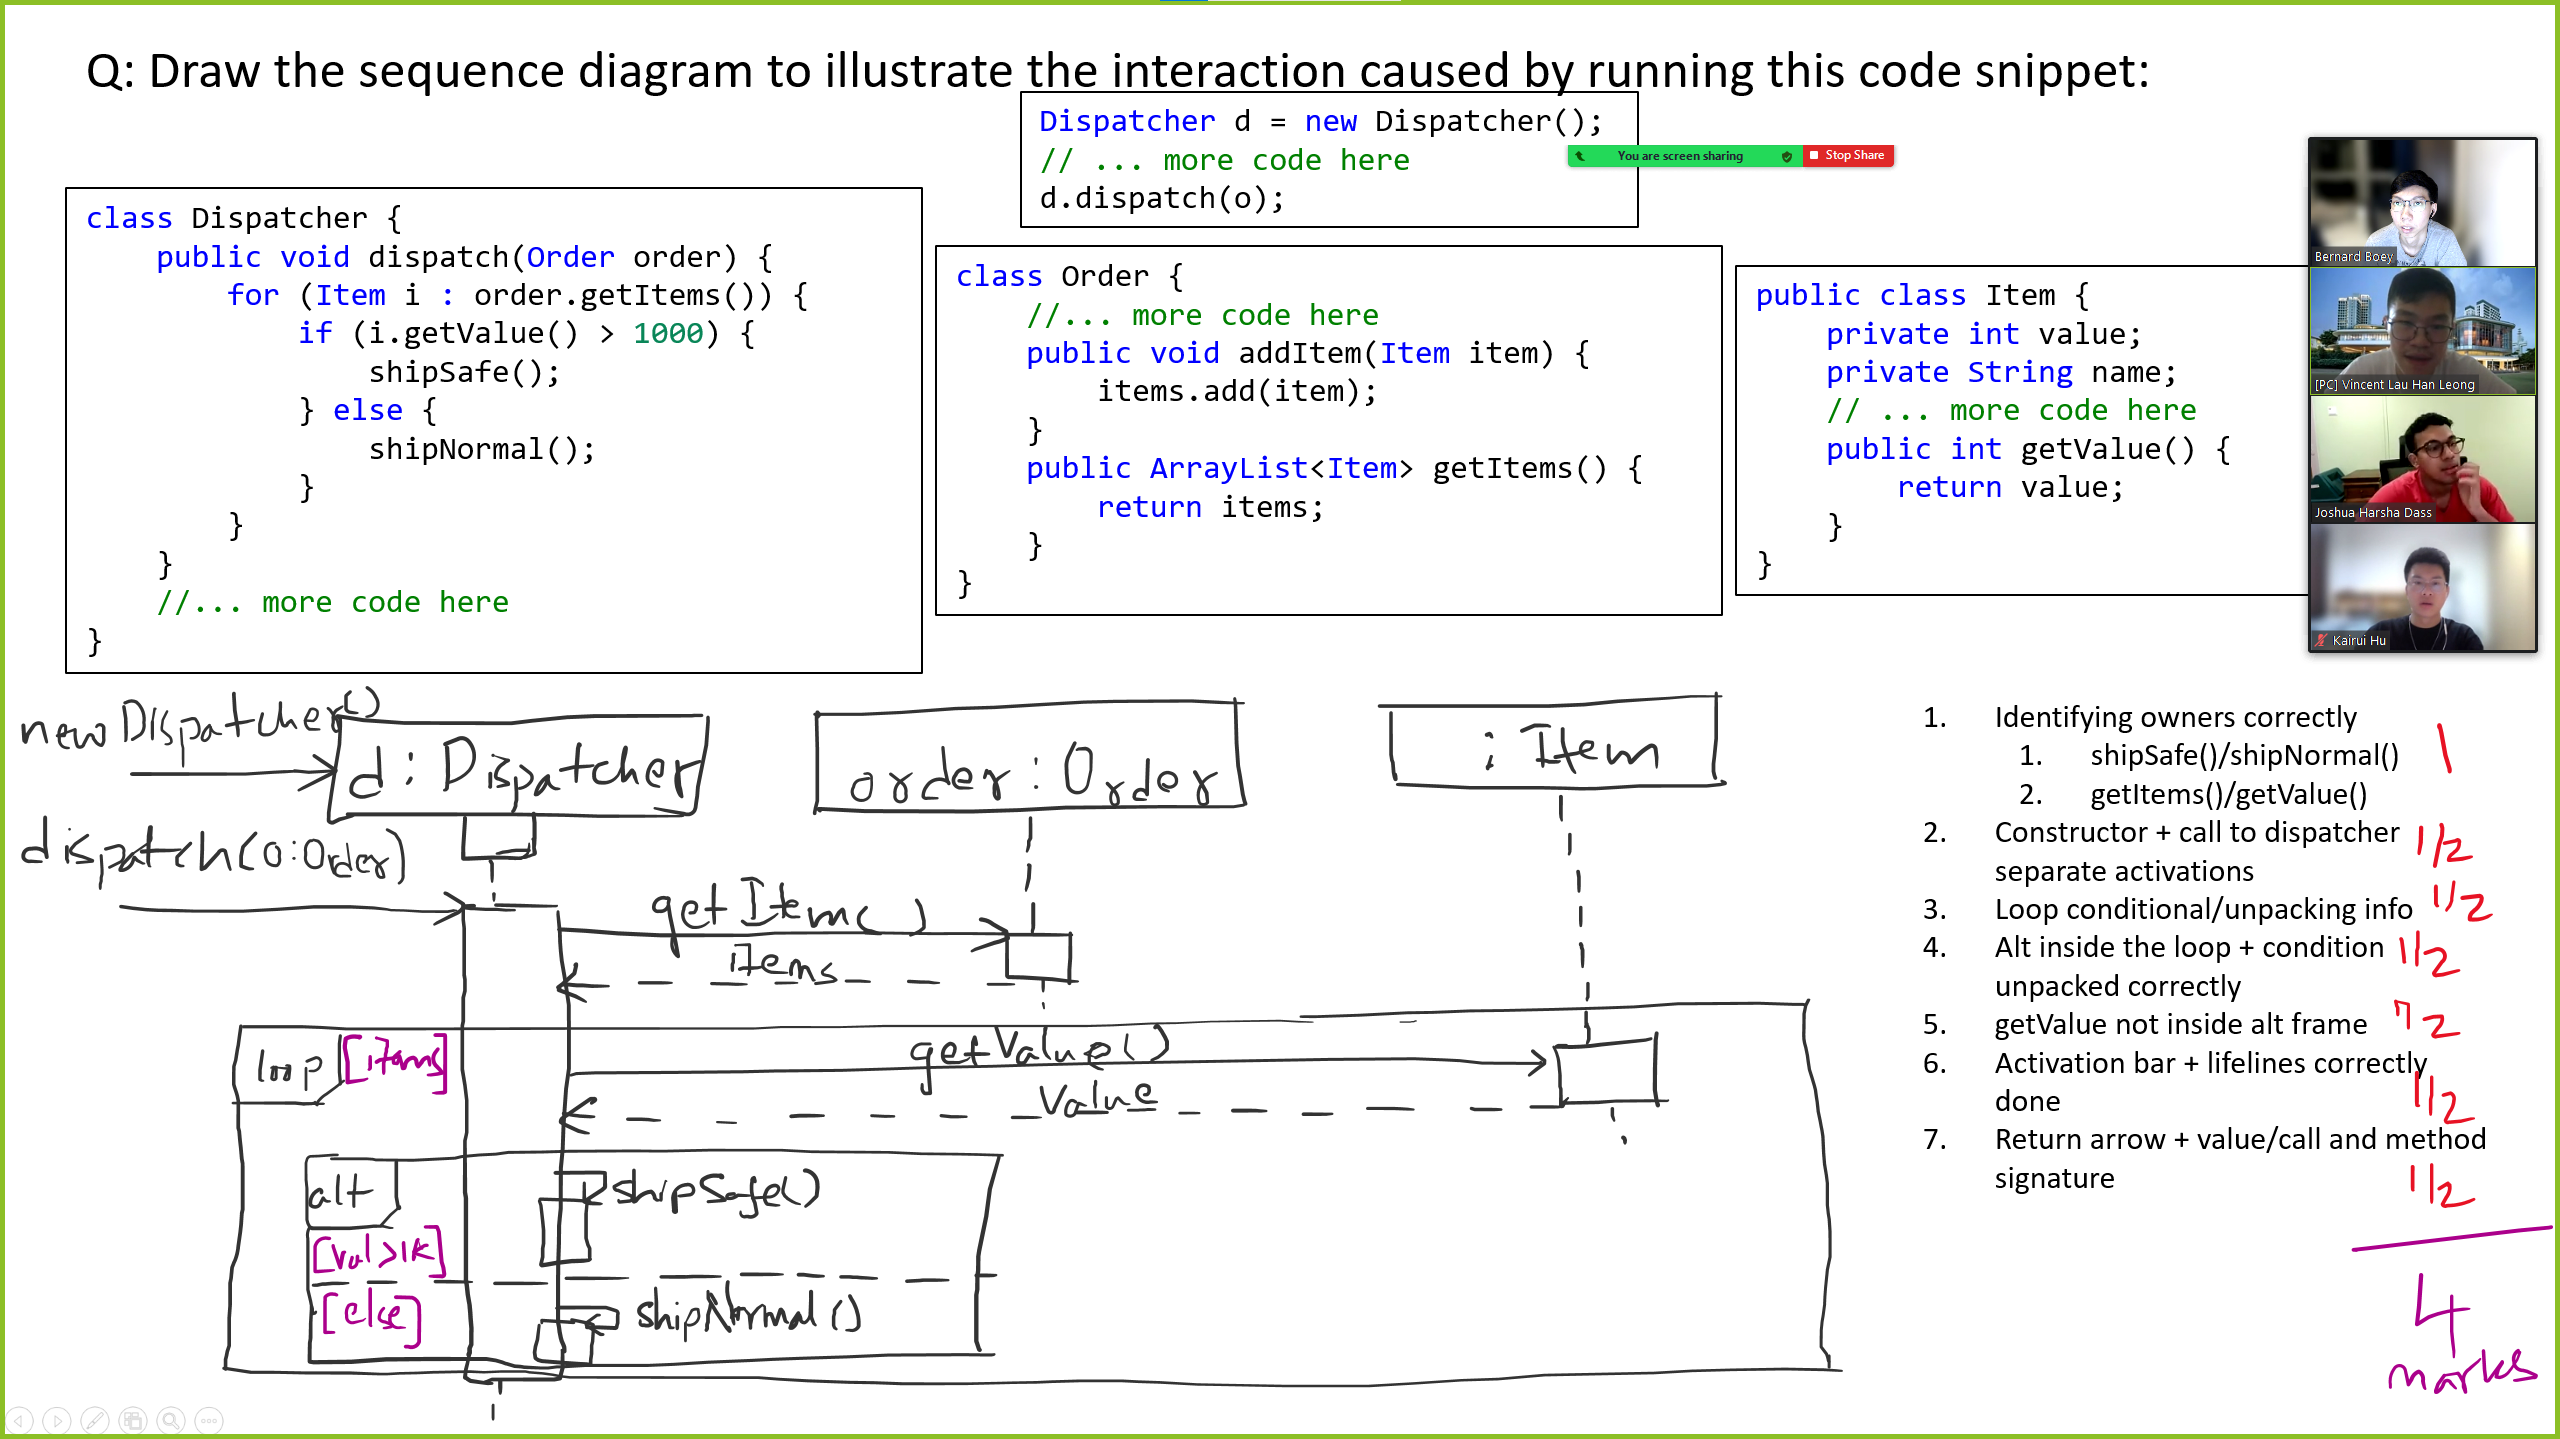 Q: Draw the sequence diagram to illustrate the interaction caused by running this code snippet:
Dispatcher d = new Dispatcher();
// ... more code here
d.dispatch(o);
You are screen sharing
Stop Share
class Dispatcher {
public void dispatch(Order order) {
for (Item i : order.getItems()) {
if (i.getValue() > 1000) {
shipSafe();
} else {
shipNormal();
}
}
}
//... more code here
}
class Order {
//... more code here
public void addItem(Item item) {
items.add(item);
}
public ArrayList<Item> getItems() {
return items;
}
}
public class Item {
private int value;
private String name;
// ... more code here
public int getValue() {
return value;
}
}
Bernard Boey
[PC] Vincent Lau Han Leong
Joshua Harsha Dass
Kairui Hu
new Dispatcher()
d : Dispatcher
order : Order
: Item
dispatch(o:Order)
getItem()
items
loop [items]
getValue()
Value
alt
shipSafe()
[val>1k]
[else]
shipNormal()
1. Identifying owners correctly
1. shipSafe()/shipNormal() 1
2. getItems()/getValue()
2. Constructor + call to dispatcher 1/2
separate activations
3. Loop conditional/unpacking info 1/2
4. Alt inside the loop + condition 1/2
unpacked correctly
5. getValue not inside alt frame 1/2
6. Activation bar + lifelines correctly
done 1/2
7. Return arrow + value/call and method
signature 1/2
4
marks